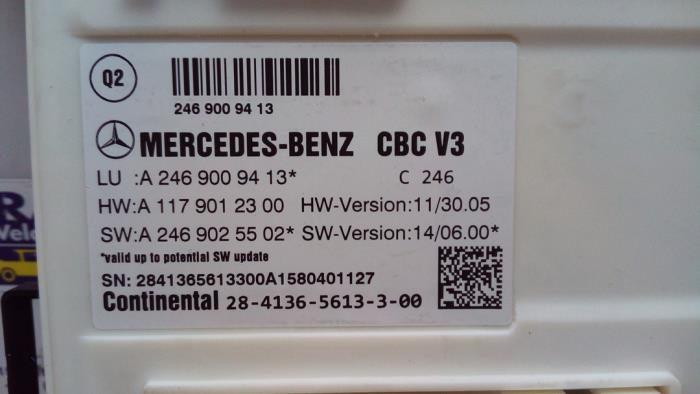 Q2
246 900 94 13
MERCEDES-BENZ CBC V3
LU :A 246 900 94 13* C 246
HW:A 117 901 23 00 HW-Version:11/30.05
SW:A 246 902 55 02* SW-Version:14/06.00*
*valid up to potential SW update
SN: 2841365613300A1580401127
Continental 28-4136-5613-3-00